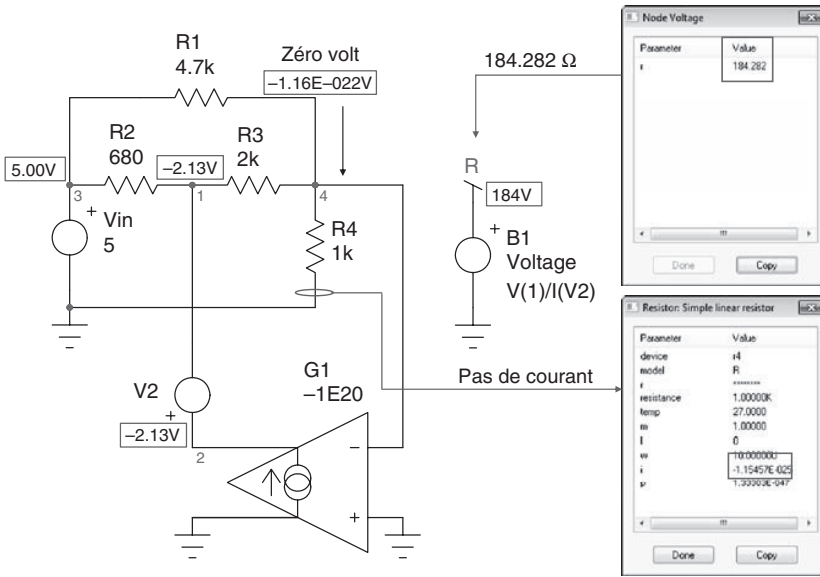 R1
4.7k
Zéro volt
–1.16E–022V
R2
680
–2.13V
R3
2k
5.00V
3
1
4
+
Vin
5
R4
1k
184.282 Ω
R
184V
+
B1
Voltage
V(1)/I(V2)
Pas de courant
V2
+
–2.13V
2
G1
–1E20
–
+
Node Voltage
Parameter Value
r 184.282
Done Copy
Resistor: Simple linear resistor
Parameter Value
device r4
model R
r ********
resistance 1.00000K
temp 27.0000
m 1.00000
l 0
w 10.00000U
i -1.15457E-025
p
Done Copy